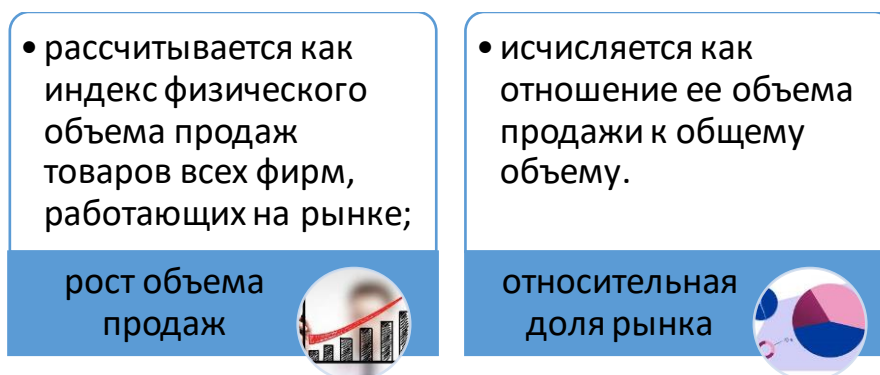 • рассчитывается как
индекс физического
объема продаж
товаров всех фирм,
работающих на рынке;
рост объема
продаж
• исчисляется как
отношение ее объема
продажи к общему
объему.
относительная
доля рынка